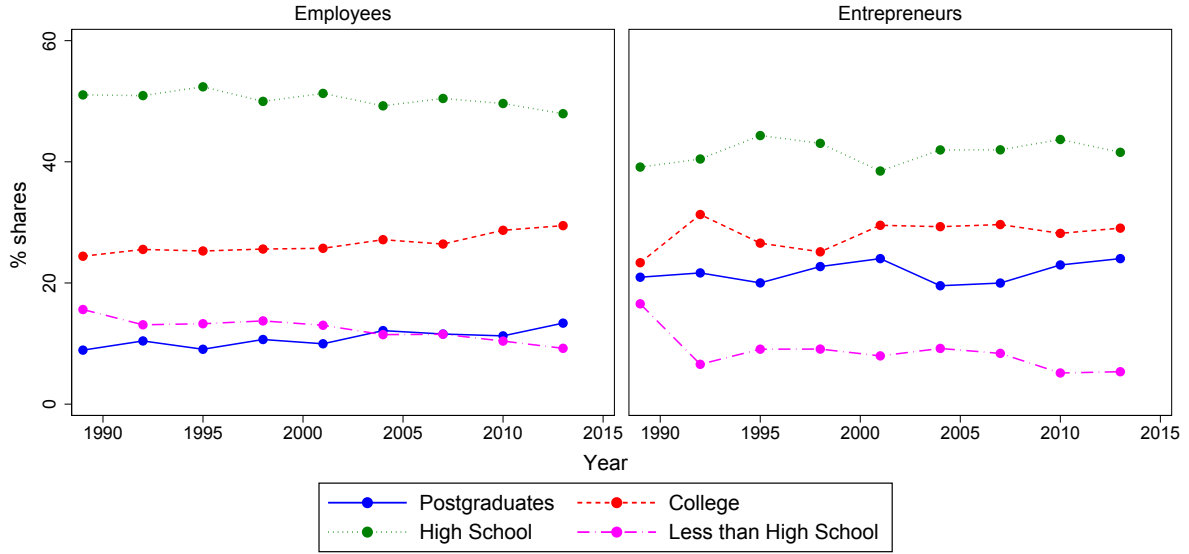 Employees
Entrepreneurs
% shares
60
40
20
0
1990 1995 2000 2005 2010 2015
1990 1995 2000 2005 2010 2015
Year
Postgraduates College
High School Less than High School